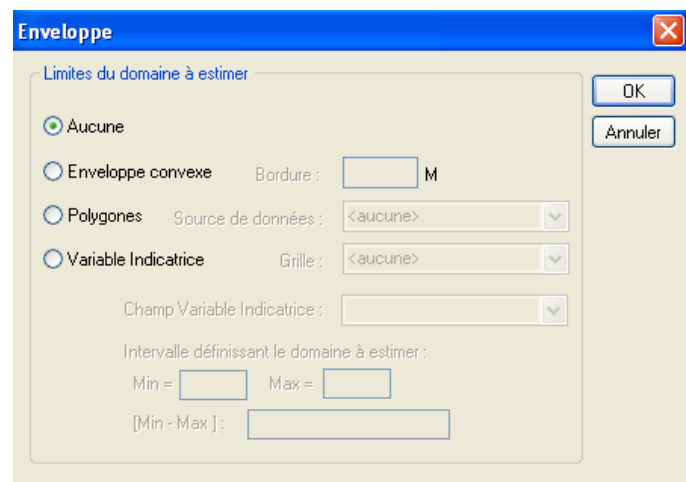 Enveloppe
Limites du domaine à estimer
OK
Aucune
Annuler
Enveloppe convexe Bordure : M
Polygones Source de données : <aucune>
Variable Indicatrice Grille : <aucune>
Champ Variable Indicatrice :
Intervalle définissant le domaine à estimer :
Min = Max =
[Min - Max ] :